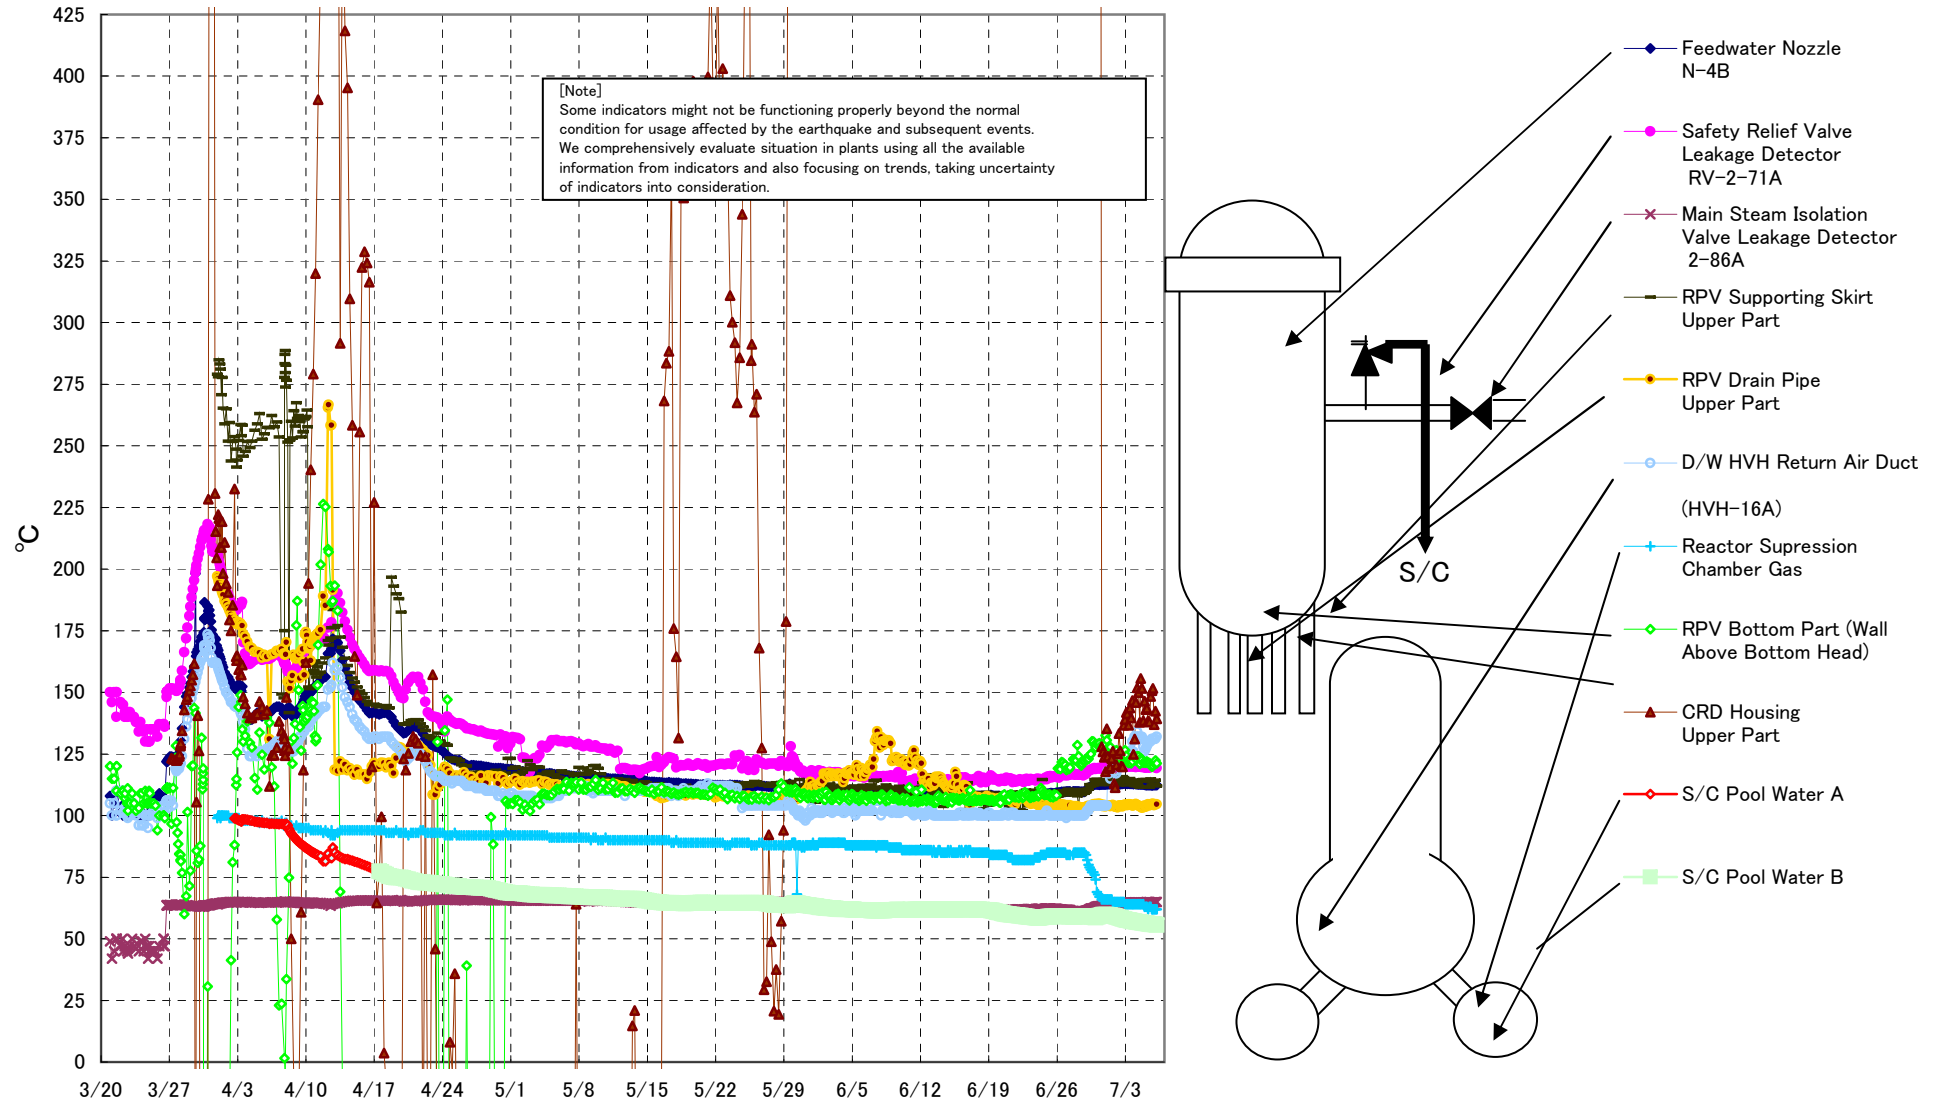 425
400
375
350
325
300
275
250
225
200
175
150
125
100
75
50
25
0
℃
3/20 3/27 4/3 4/10 4/17 4/24 5/1 5/8 5/15 5/22 5/29 6/5 6/12 6/19 6/26 7/3
[Note]
Some indicators might not be functioning properly beyond the normal
condition for usage affected by the earthquake and subsequent events.
We comprehensively evaluate situation in plants using all the available
information from indicators and also focusing on trends, taking uncertainty
of indicators into consideration.
S/C
Feedwater Nozzle
N-4B
Safety Relief Valve
Leakage Detector
RV-2-71A
Main Steam Isolation
Valve Leakage Detector
2-86A
RPV Supporting Skirt
Upper Part
RPV Drain Pipe
Upper Part
D/W HVH Return Air Duct
(HVH-16A)
Reactor Supression
Chamber Gas
RPV Bottom Part (Wall
Above Bottom Head)
CRD Housing
Upper Part
S/C Pool Water A
S/C Pool Water B